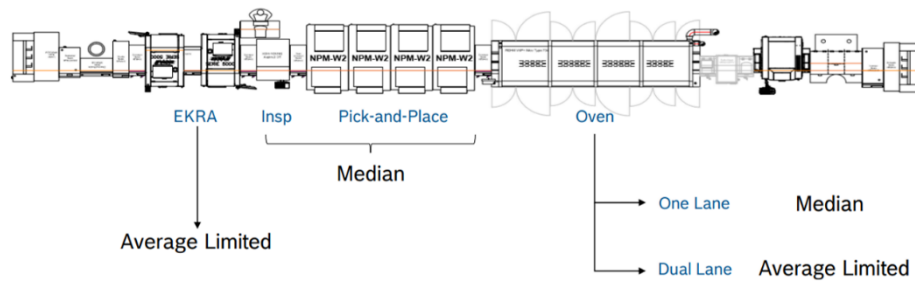 NPM-W2 NPM-W2 NPM-W2 NPM-W2
EKRA
Insp
Pick-and-Place
Oven
Median
One Lane
Median
Average Limited
Dual Lane
Average Limited